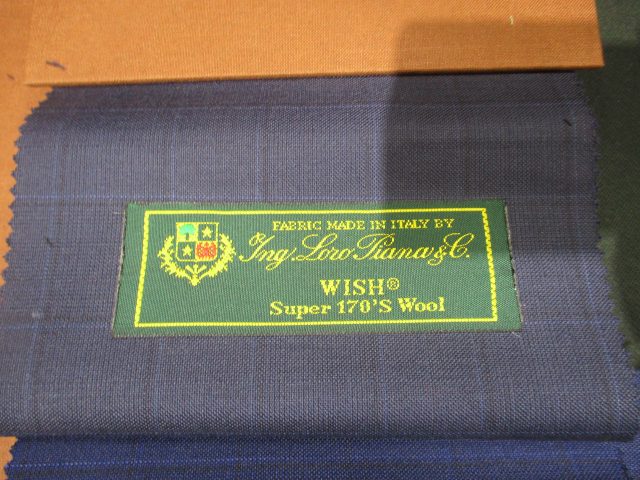 FABRIC MADE IN ITALY BY
Ing. Loro Piana & C.
WISH®
Super 170'S Wool